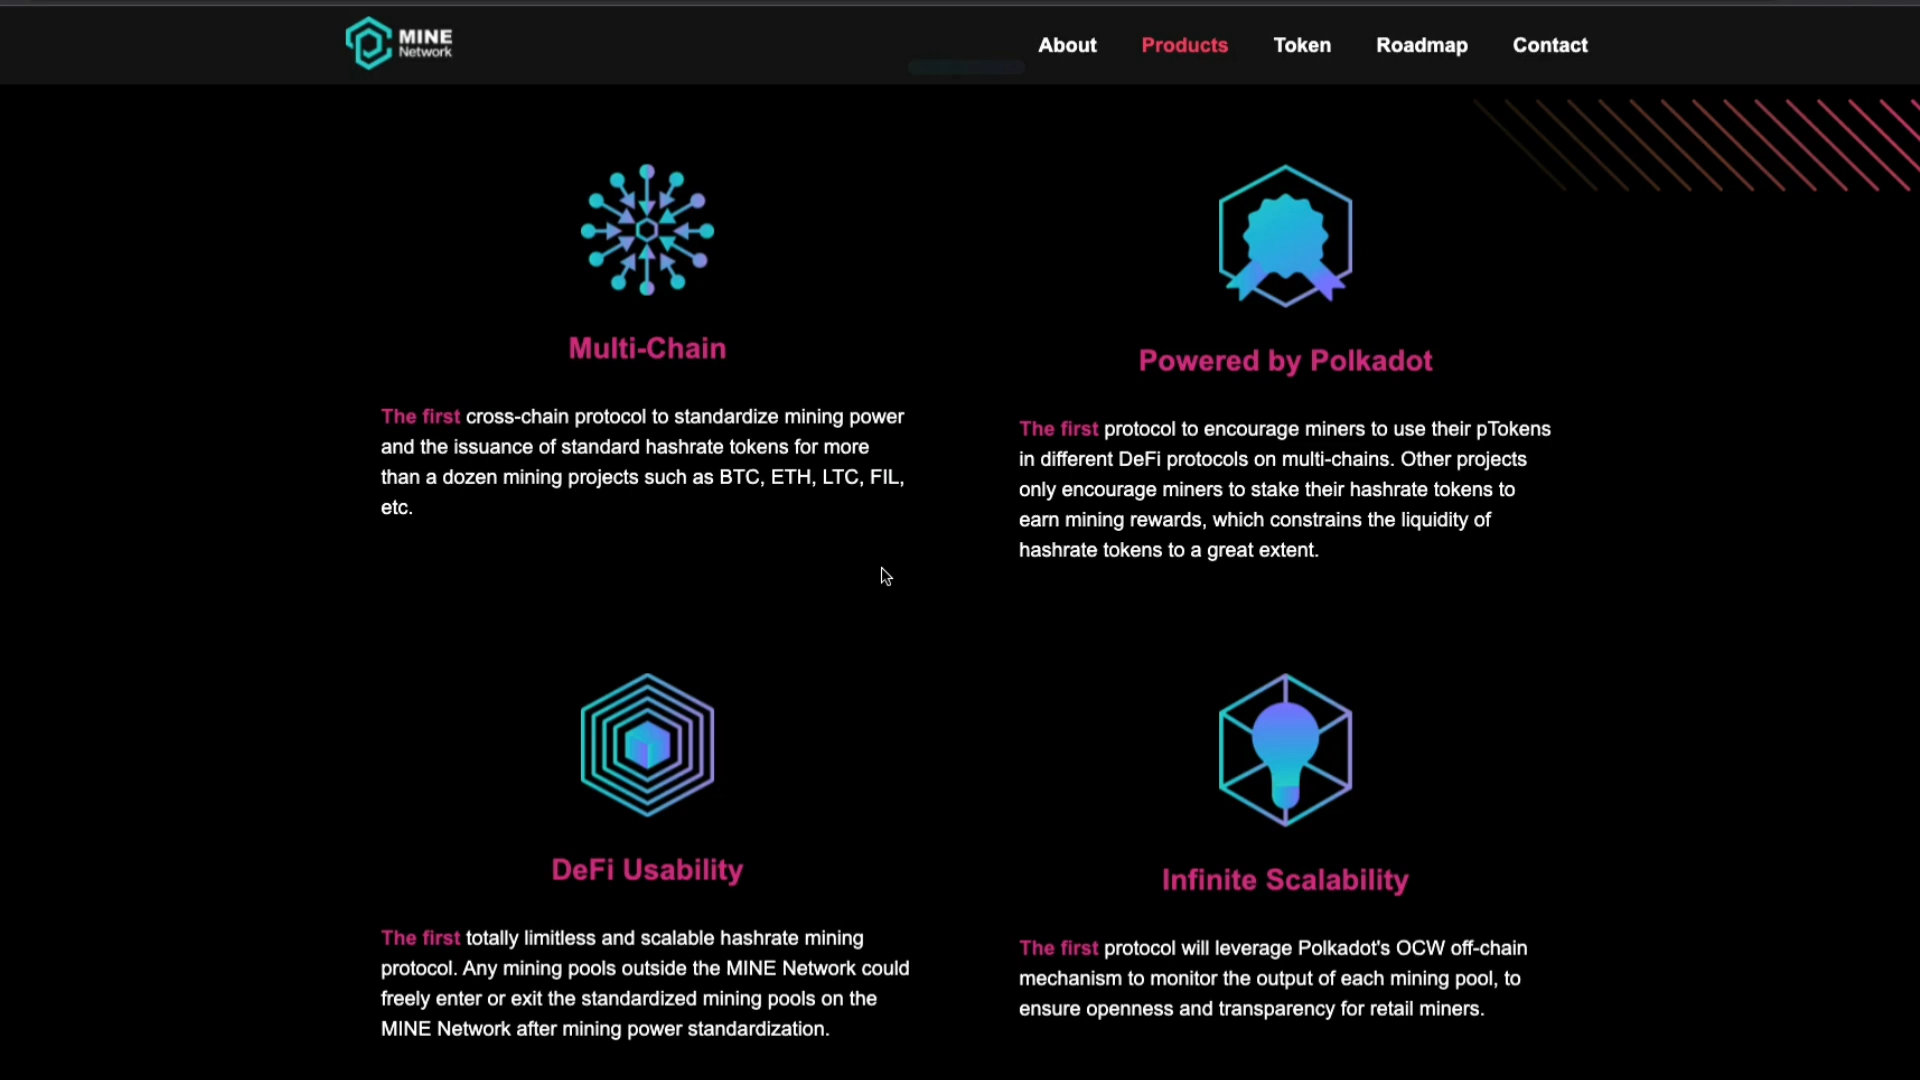 MINE
Network
About
Products
Token
Roadmap
Contact
Multi-Chain
The first cross-chain protocol to standardize mining power
and the issuance of standard hashrate tokens for more
than a dozen mining projects such as BTC, ETH, LTC, FIL,
etc.
Powered by Polkadot
The first protocol to encourage miners to use their pTokens
in different DeFi protocols on multi-chains. Other projects
only encourage miners to stake their hashrate tokens to
earn mining rewards, which constrains the liquidity of
hashrate tokens to a great extent.
DeFi Usability
The first totally limitless and scalable hashrate mining
protocol. Any mining pools outside the MINE Network could
freely enter or exit the standardized mining pools on the
MINE Network after mining power standardization.
Infinite Scalability
The first protocol will leverage Polkadot's OCW off-chain
mechanism to monitor the output of each mining pool, to
ensure openness and transparency for retail miners.